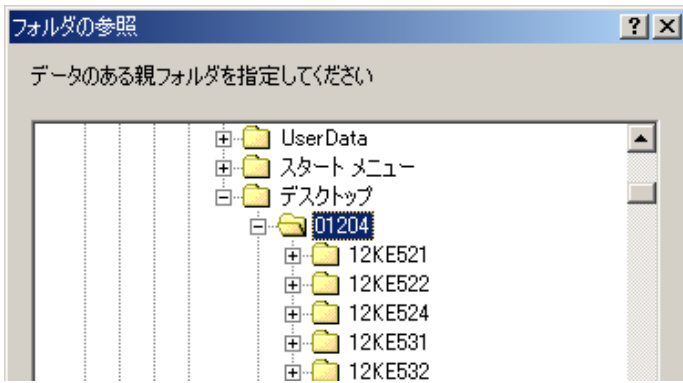 フォルダの参照
データのある親フォルダを指定してください
UserData
スタート メニュー
デスクトップ
01204
12KE521
12KE522
12KE524
12KE531
12KE532